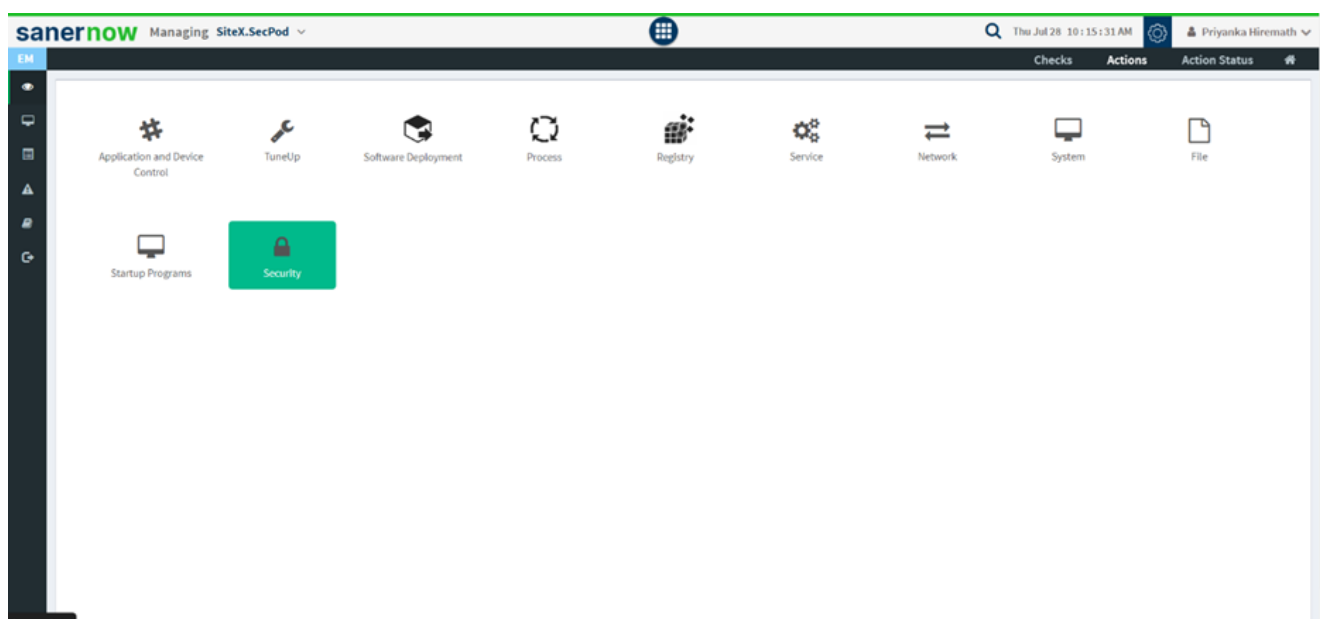 sanernow Managing SiteX.SecPod Thu Jul 28 10:15:31 AM Priyanka Hiremath
EM Checks Actions Action Status
Application and Device Control
TuneUp
Software Deployment
Process
Registry
Service
Network
System
File
Startup Programs
Security